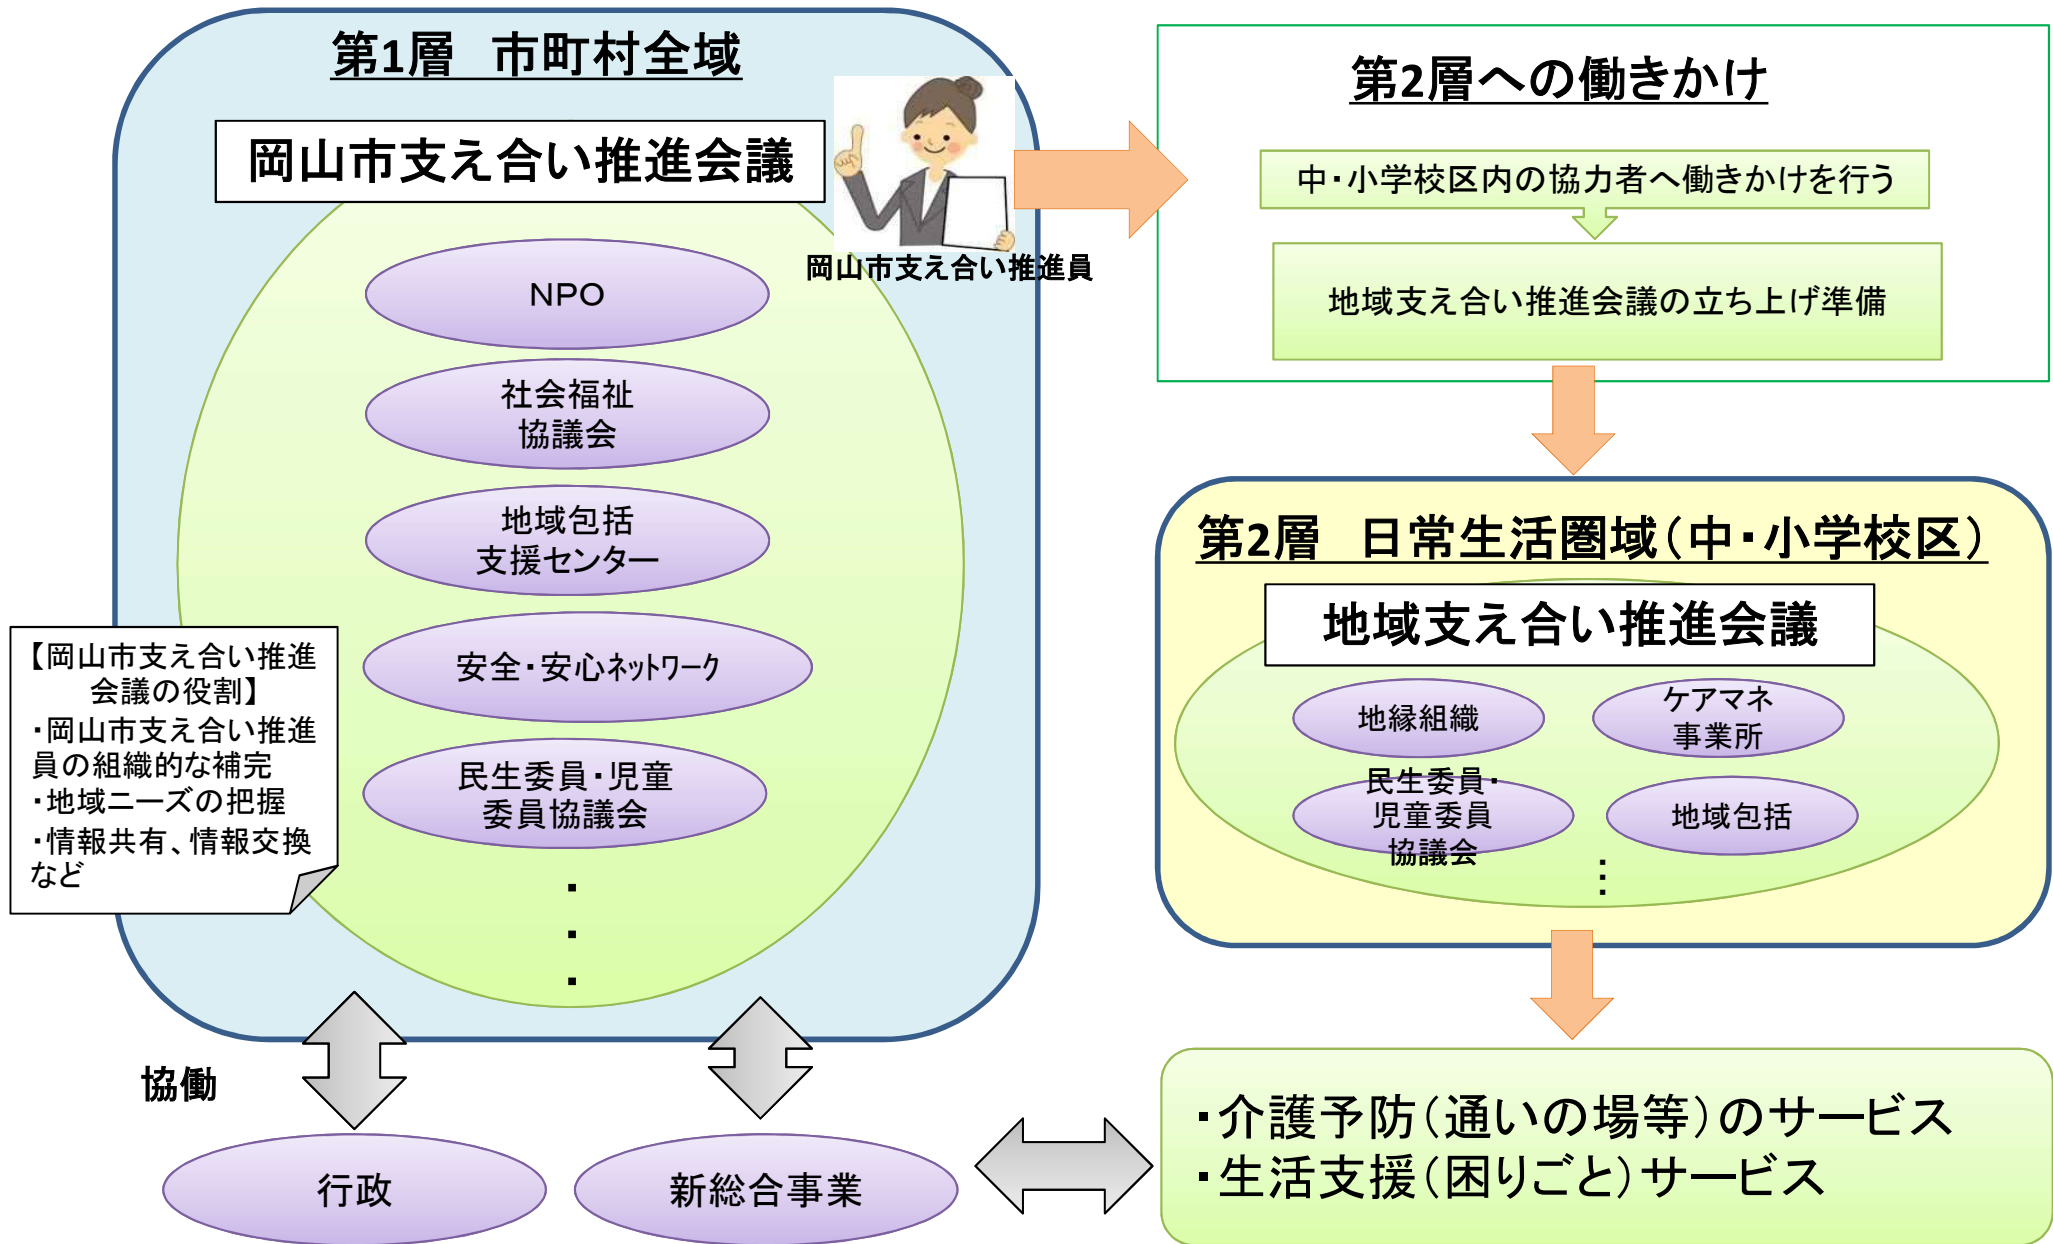 第1層　市町村全域
岡山市支え合い推進会議
岡山市支え合い推進員
NPO
社会福祉
協議会
地域包括
支援センター
安全・安心ネットワーク
民生委員・児童
委員協議会
・
・
・
【岡山市支え合い推進
会議の役割】
・岡山市支え合い推進
員の組織的な補完
・地域ニーズの把握
・情報共有、情報交換
など
協働
行政
新総合事業
第2層への働きかけ
中・小学校区内の協力者へ働きかけを行う
地域支え合い推進会議の立ち上げ準備
第2層　日常生活圏域（中・小学校区）
地域支え合い推進会議
地縁組織
ケアマネ
事業所
民生委員・
児童委員
協議会
地域包括
…
・介護予防（通いの場等）のサービス
・生活支援（困りごと）サービス